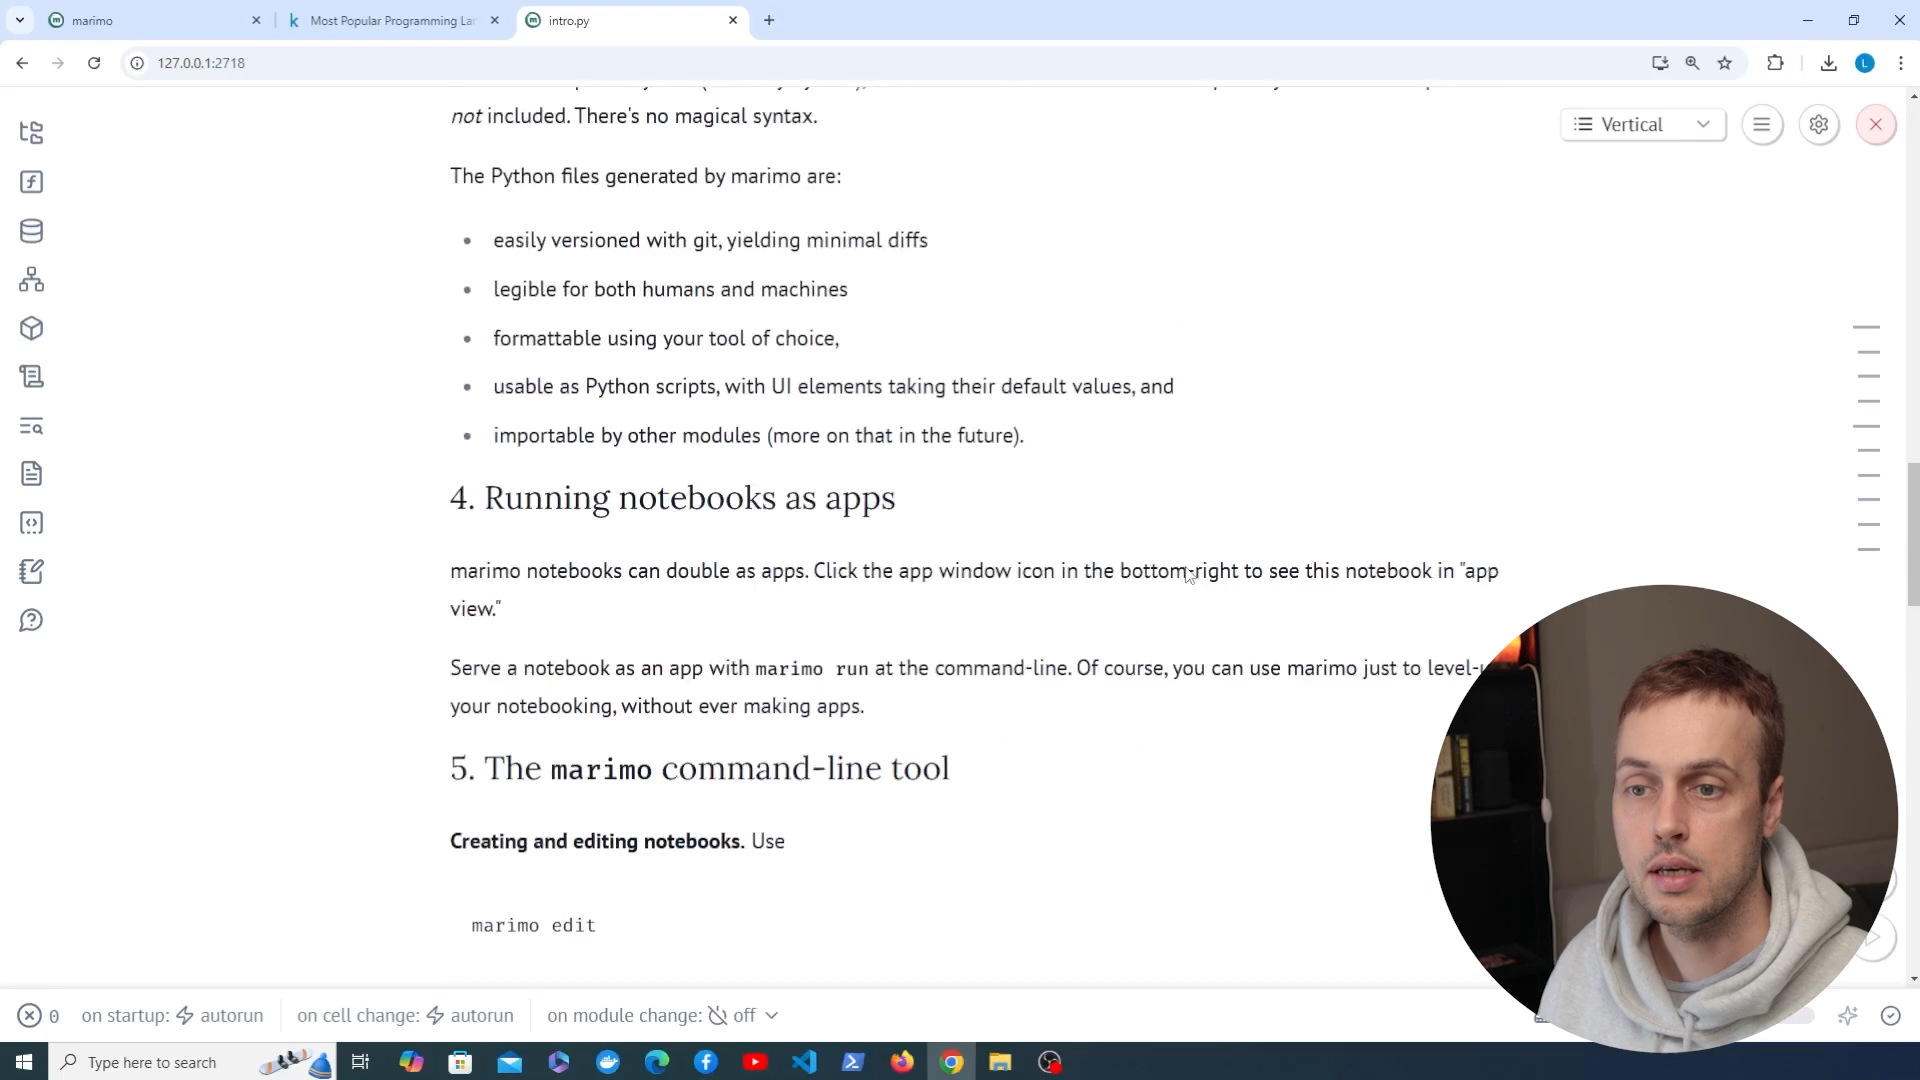 marimo
Most Popular Programming Lan
intro.py
127.0.0.1:2718
not included. There's no magical syntax.
Vertical
The Python files generated by marimo are:
easily versioned with git, yielding minimal diffs
legible for both humans and machines
formattable using your tool of choice,
usable as Python scripts, with UI elements taking their default values, and
importable by other modules (more on that in the future).
4. Running notebooks as apps
marimo notebooks can double as apps. Click the app window icon in the bottom-right to see this notebook in "app
view."
Serve a notebook as an app with marimo run at the command-line. Of course, you can use marimo just to level-
your notebooking, without ever making apps.
5. The marimo command-line tool
Creating and editing notebooks. Use
marimo edit
0 on startup: autorun on cell change: autorun on module change: off
Type here to search